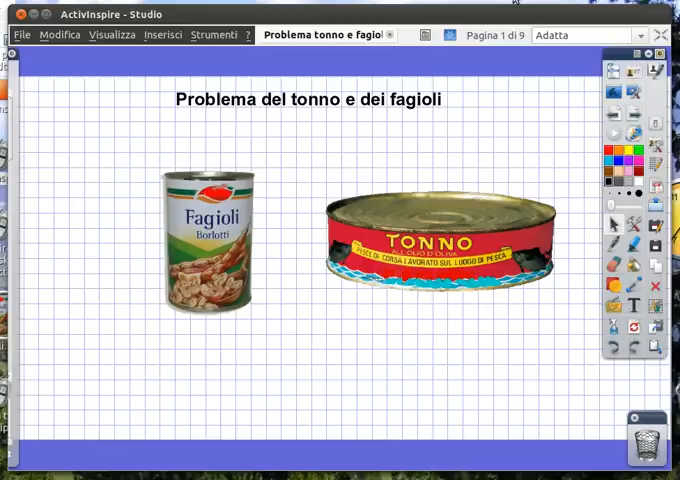 ActivInspire - Studio
File Modifica Visualizza Inserisci Strumenti ?
Problema tonno e fagiol
Pagina 1 di 9
Adatta
Problema del tonno e dei fagioli
Fagioli
Borlotti
TONNO
ALL'OLIO D'OLIVA
PESCE DI CORSA LAVORATO SUL LUOGO DI PESCA